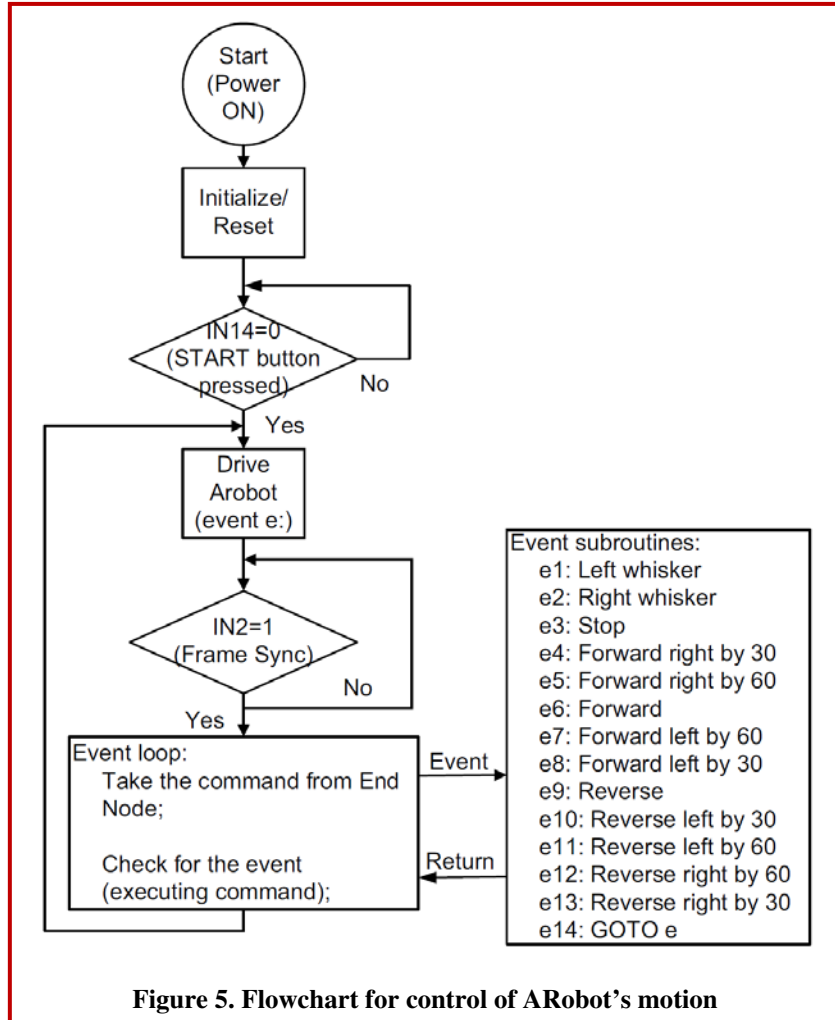 Start
(Power
ON)
Initialize/
Reset
IN14=0
(START button
pressed)
No
Yes
Drive
Arobot
(event e:)
IN2=1
(Frame Sync)
No
Yes
Event loop:
Take the command from End
Node;
Check for the event
(executing command);
Event
Return
Event subroutines:
e1: Left whisker
e2: Right whisker
e3: Stop
e4: Forward right by 30
e5: Forward right by 60
e6: Forward
e7: Forward left by 60
e8: Forward left by 30
e9: Reverse
e10: Reverse left by 30
e11: Reverse left by 60
e12: Reverse right by 60
e13: Reverse right by 30
e14: GOTO e
Figure 5. Flowchart for control of ARobot's motion